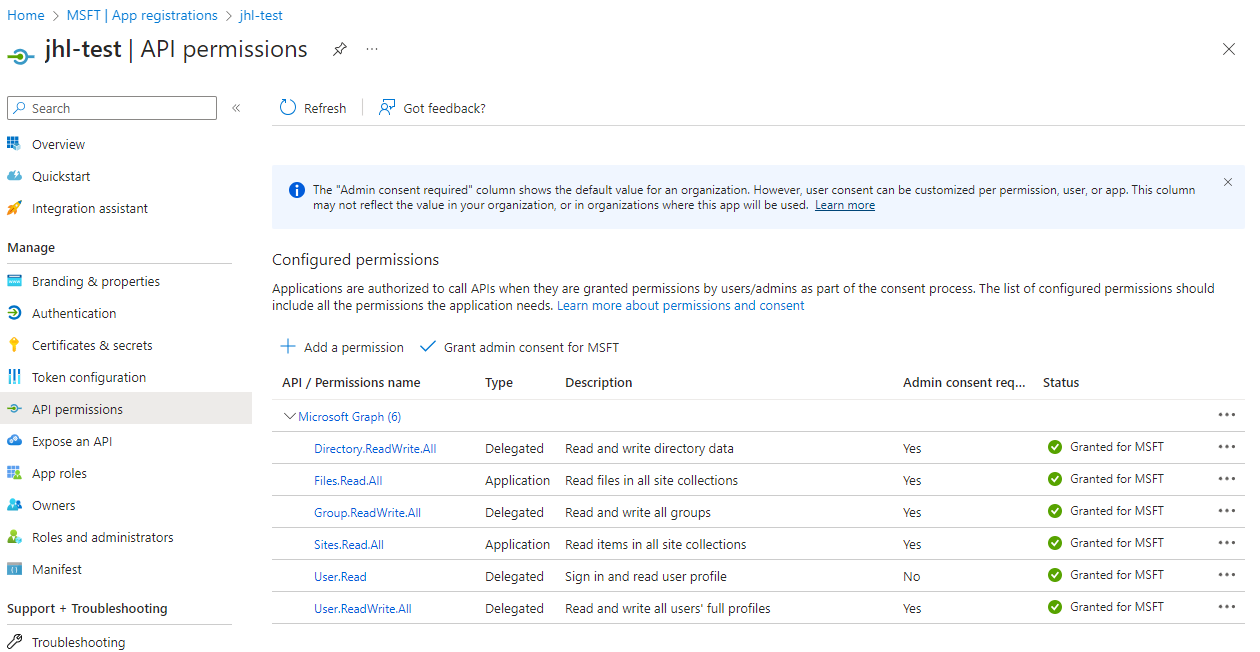 Home > MSFT | App registrations > jhl-test
jhl-test | API permissions
Search
Refresh
Got feedback?
Overview
Quickstart
Integration assistant
Manage
Branding & properties
Authentication
Certificates & secrets
Token configuration
API permissions
Expose an API
App roles
Owners
Roles and administrators
Manifest
Support + Troubleshooting
Troubleshooting
The "Admin consent required" column shows the default value for an organization. However, user consent can be customized per permission, user, or app. This column
may not reflect the value in your organization, or in organizations where this app will be used. Learn more
Configured permissions
Applications are authorized to call APIs when they are granted permissions by users/admins as part of the consent process. The list of configured permissions should
include all the permissions the application needs. Learn more about permissions and consent
Add a permission
Grant admin consent for MSFT
API / Permissions name Type Description Admin consent req... Status
Microsoft Graph (6)
Directory.ReadWrite.All Delegated Read and write directory data Yes Granted for MSFT
Files.Read.All Application Read files in all site collections Yes Granted for MSFT
Group.ReadWrite.All Delegated Read and write all groups Yes Granted for MSFT
Sites.Read.All Application Read items in all site collections Yes Granted for MSFT
User.Read Delegated Sign in and read user profile No Granted for MSFT
User.ReadWrite.All Delegated Read and write all users' full profiles Yes Granted for MSFT